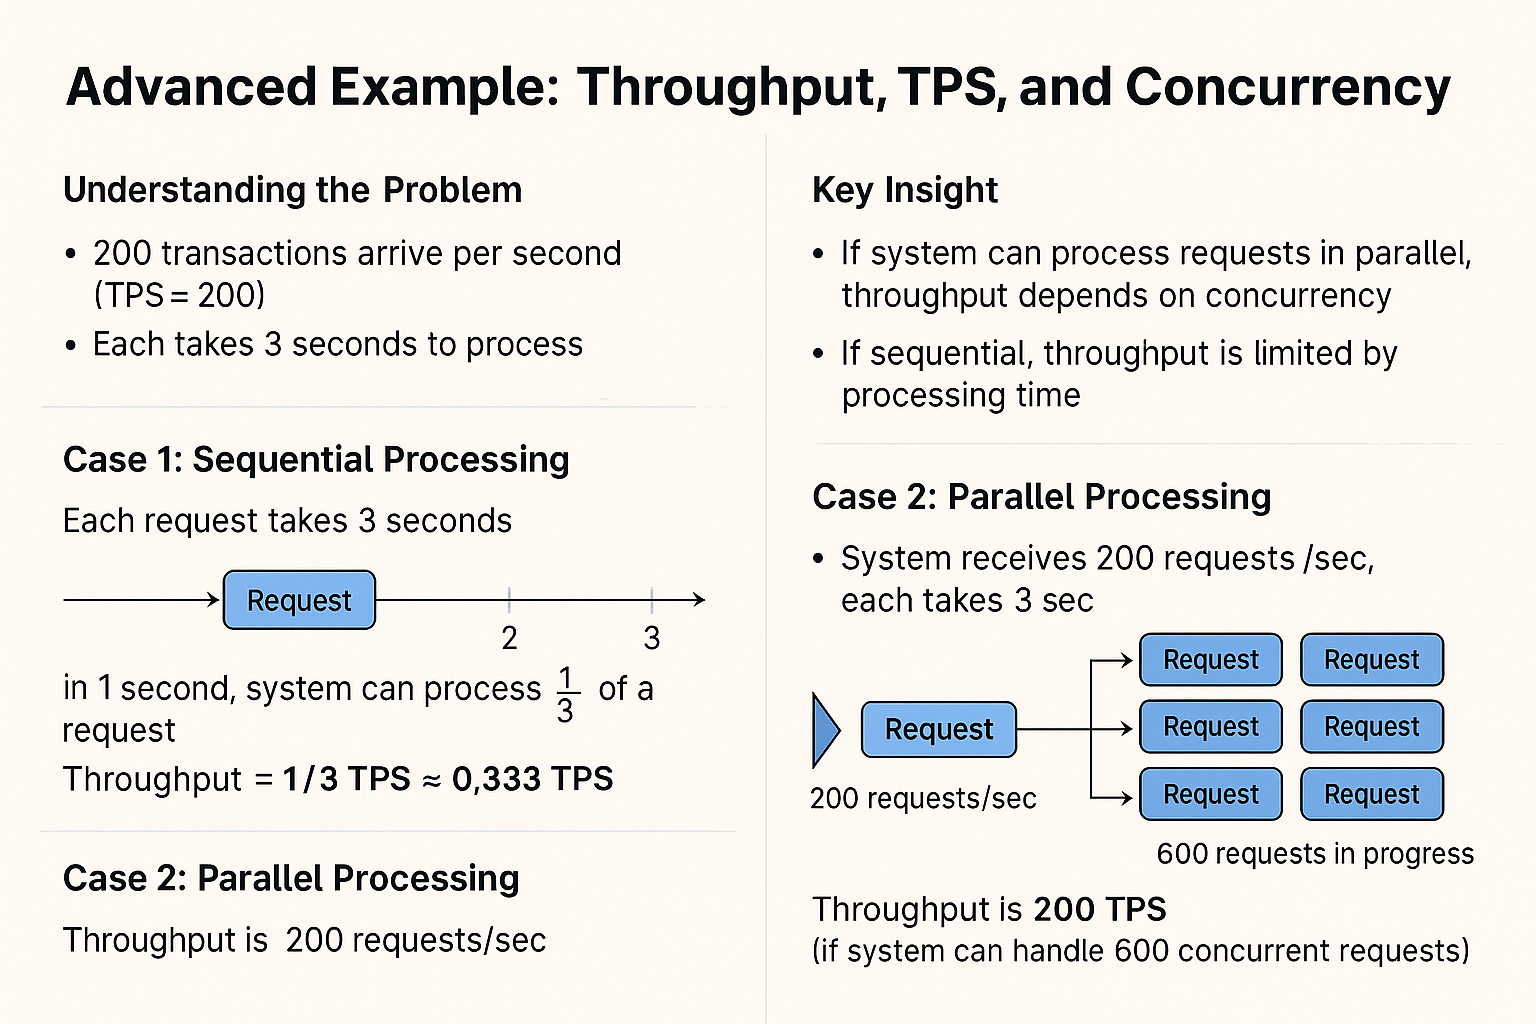 Advanced Example: Throughput, TPS, and Concurrency
Understanding the Problem
• 200 transactions arrive per second
(TPS = 200)
• Each takes 3 seconds to process
Case 1: Sequential Processing
Each request takes 3 seconds
Request
2 3
in 1 second, system can process 1/3 of a
request
Throughput = 1/3 TPS ≈ 0,333 TPS
Case 2: Parallel Processing
Throughput is 200 requests/sec
Key Insight
• If system can process requests in parallel,
throughput depends on concurrency
• If sequential, throughput is limited by
processing time
Case 2: Parallel Processing
• System receives 200 requests /sec,
each takes 3 sec
Request Request
Request Request Request
200 requests/sec Request Request
600 requests in progress
Throughput is 200 TPS
(if system can handle 600 concurrent requests)